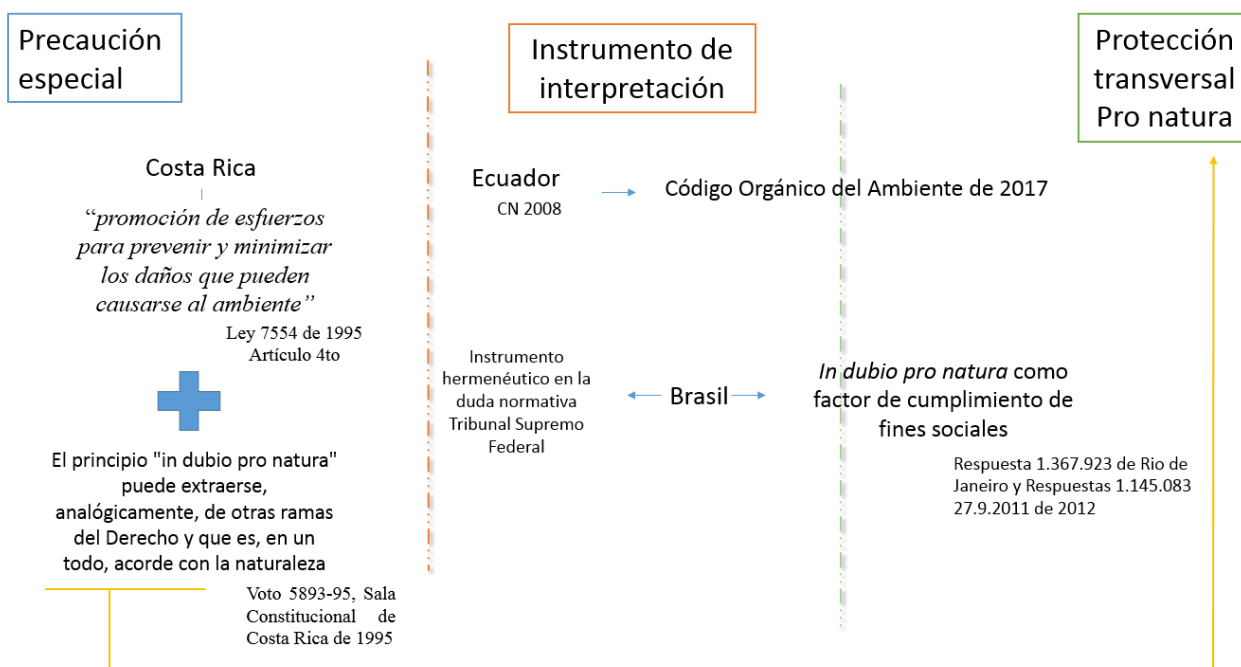 Precaución
especial
Costa Rica
“promoción de esfuerzos
para prevenir y minimizar
los daños que pueden
causarse al ambiente”
Ley 7554 de 1995
Artículo 4to
El principio "in dubio pro natura"
puede extraerse,
analógicamente, de otras ramas
del Derecho y que es, en un
todo, acorde con la naturaleza
Voto 5893-95, Sala
Constitucional de
Costa Rica de 1995
Instrumento de
interpretación
Ecuador
CN 2008
Código Orgánico del Ambiente de 2017
Instrumento
hermenéutico en la
duda normativa
Tribunal Supremo
Federal
Brasil
In dubio pro natura como
factor de cumplimiento de
fines sociales
Respuesta 1.367.923 de Rio de
Janeiro y Respuestas 1.145.083
27.9.2011 de 2012
Protección
transversal
Pro natura